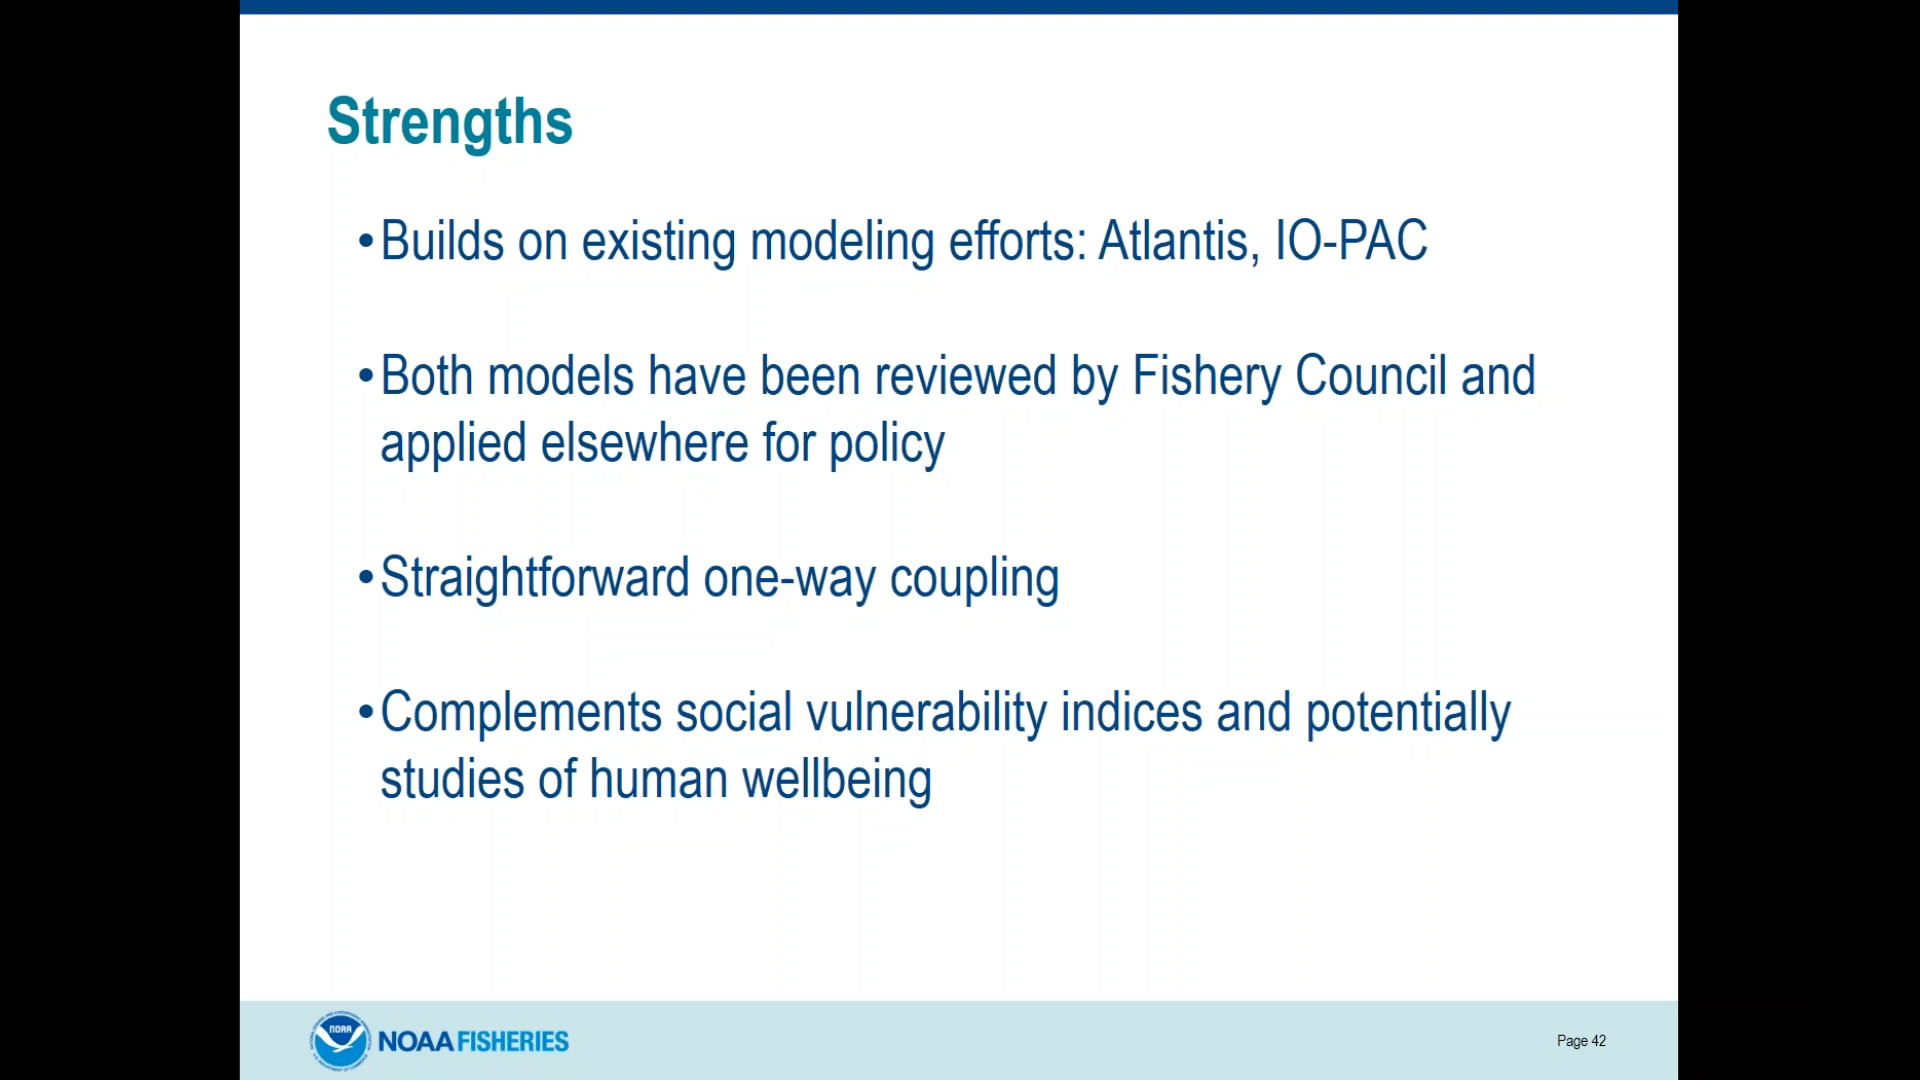 Strengths
•Builds on existing modeling efforts: Atlantis, IO-PAC
•Both models have been reviewed by Fishery Council and
applied elsewhere for policy
•Straightforward one-way coupling
•Complements social vulnerability indices and potentially
studies of human wellbeing
NOAA
NOAA FISHERIES
Page 42